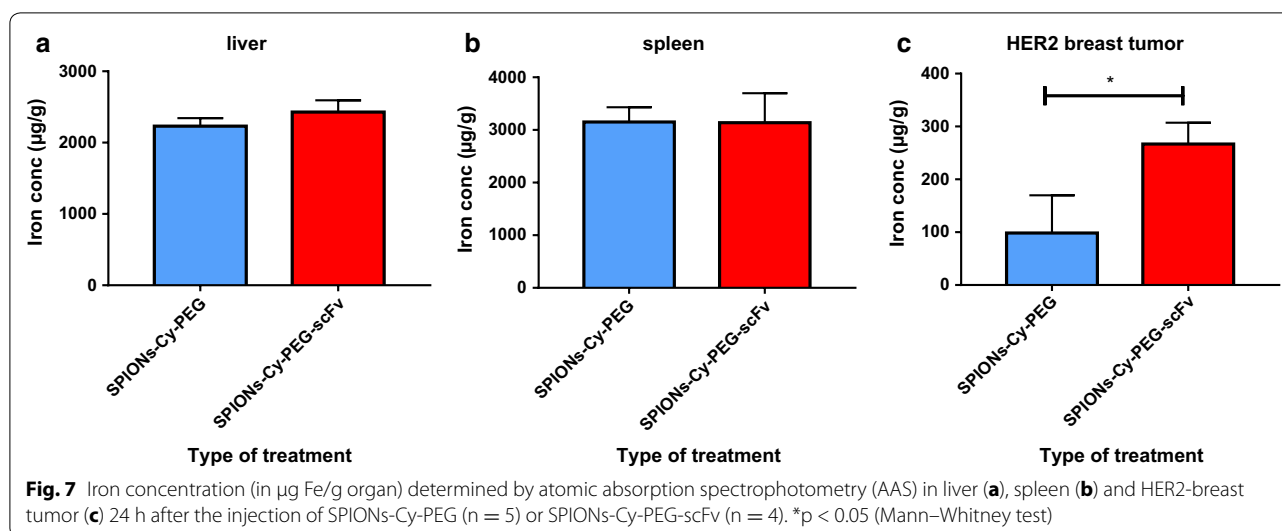 a
liver
Iron conc (µg/g)
3000
2000
1000
0
SPIONs-Cy-PEG
SPIONs-Cy-PEG-scFv
Type of treatment
b
spleen
Iron conc (µg/g)
4000
3000
2000
1000
0
SPIONs-Cy-PEG
SPIONs-Cy-PEG-scFv
Type of treatment
c
HER2 breast tumor
Iron conc (µg/g)
400
300
200
100
0
*
SPIONs-Cy-PEG
SPIONs-Cy-PEG-scFv
Type of treatment
Fig. 7 Iron concentration (in µg Fe/g organ) determined by atomic absorption spectrophotometry (AAS) in liver (a), spleen (b) and HER2-breast
tumor (c) 24 h after the injection of SPIONs-Cy-PEG (n = 5) or SPIONs-Cy-PEG-scFv (n = 4). *p < 0.05 (Mann–Whitney test)